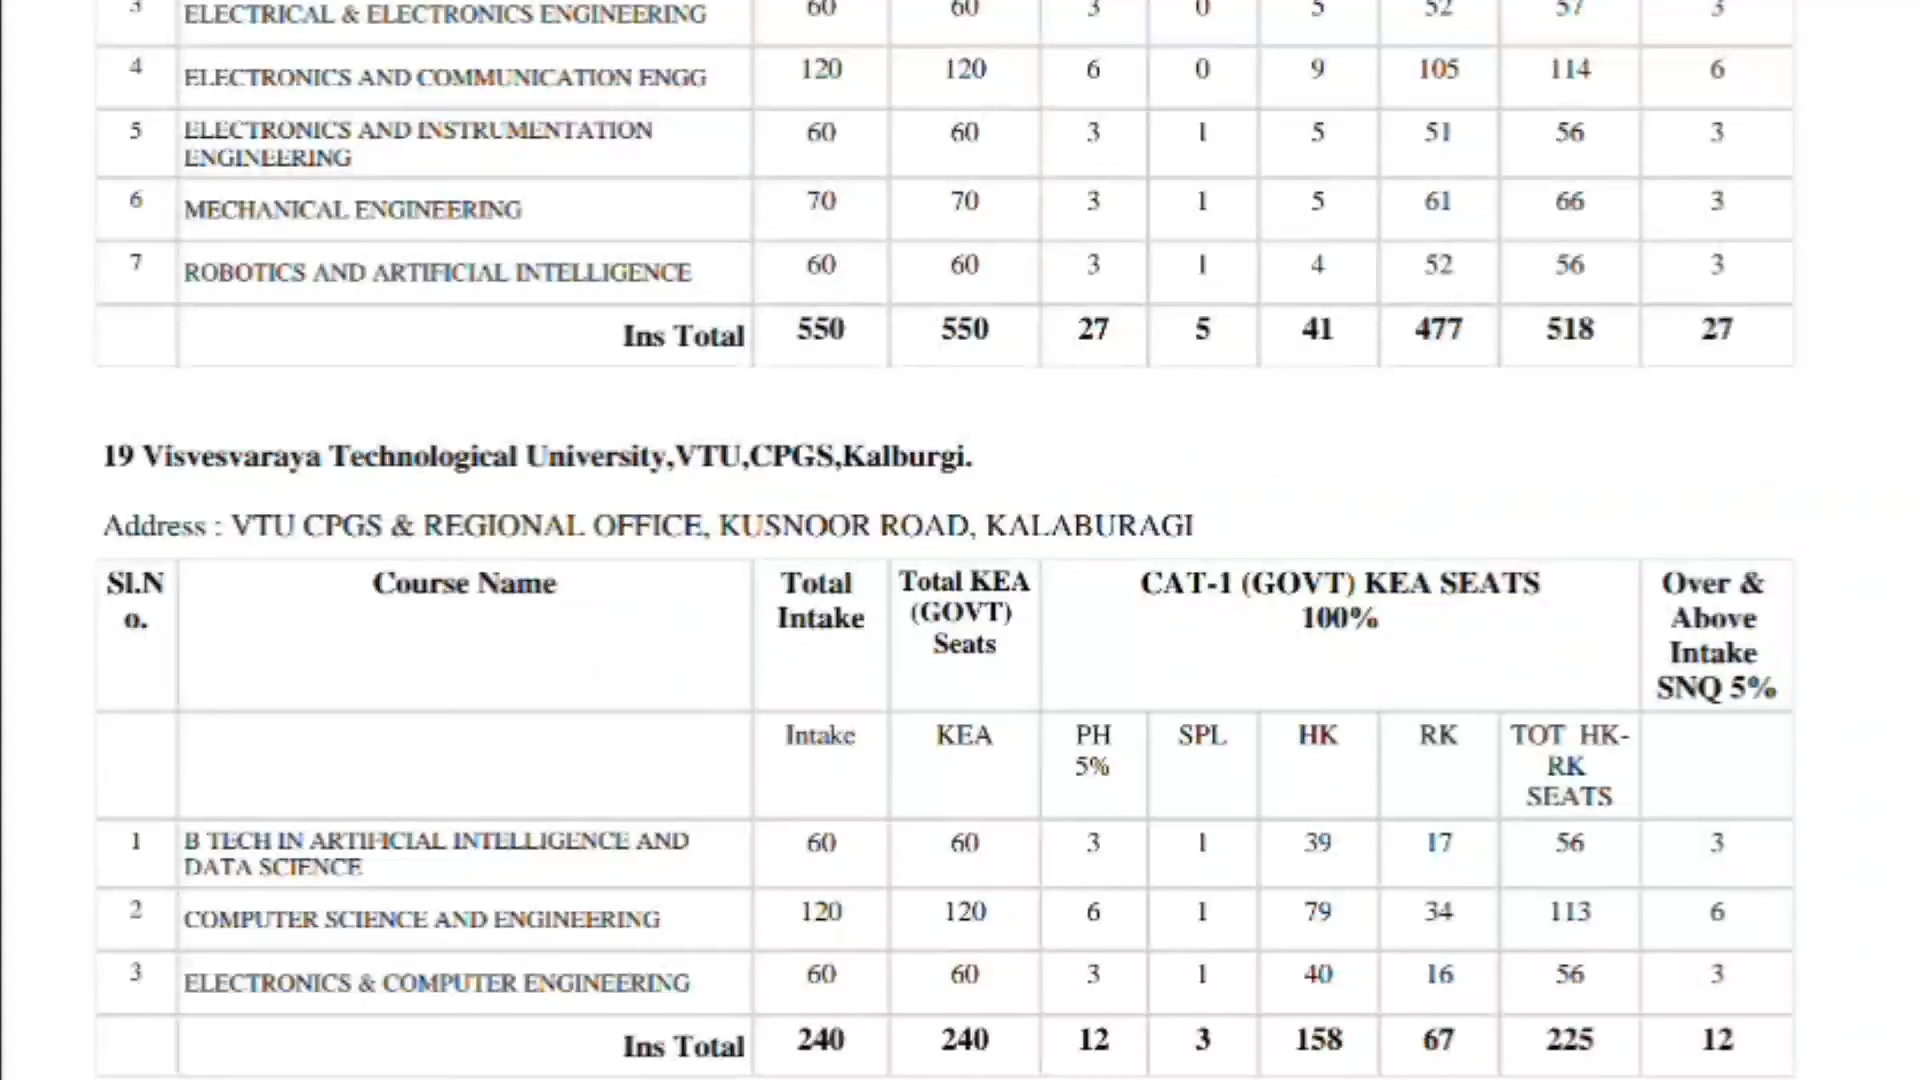 3 ELECTRICAL & ELECTRONICS ENGINEERING 60 60 3 0 5 52 57 3
4 ELECTRONICS AND COMMUNICATION ENGG 120 120 6 0 9 105 114 6
5 ELECTRONICS AND INSTRUMENTATION 60 60 3 1 5 51 56 3
ENGINEERING
6 MECHANICAL ENGINEERING 70 70 3 1 5 61 66 3
7 ROBOTICS AND ARTIFICIAL INTELLIGENCE 60 60 3 1 4 52 56 3
Ins Total 550 550 27 5 41 477 518 27
19 Visvesvaraya Technological University,VTU,CPGS,Kalburgi.
Address : VTU CPGS & REGIONAL OFFICE, KUSNOOR ROAD, KALABURAGI
Sl.N Course Name Total Total KEA CAT-1 (GOVT) KEA SEATS Over &
o. Intake (GOVT) 100% Above
Seats Intake
SNQ 5%
Intake KEA PH SPL HK RK TOT HK-
5% RK
SEATS
1 B TECH IN ARTIFICIAL INTELLIGENCE AND 60 60 3 1 39 17 56 3
DATA SCIENCE
2 COMPUTER SCIENCE AND ENGINEERING 120 120 6 1 79 34 113 6
3 ELECTRONICS & COMPUTER ENGINEERING 60 60 3 1 40 16 56 3
Ins Total 240 240 12 3 158 67 225 12